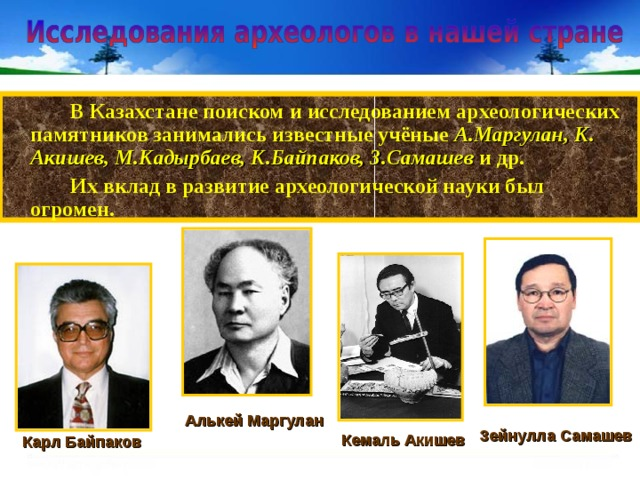 Исследования археологов в нашей стране
В Казахстане поиском и исследованием археологических
памятников занимались известные учёные А.Маргулан, К.
Акишев, М.Кадырбаев, К.Байпаков, З.Самашев и др.
Их вклад в развитие археологической науки был
огромен.
Алькей Маргулан
Зейнулла Самашев
Кемаль Акишев
Карл Байпаков